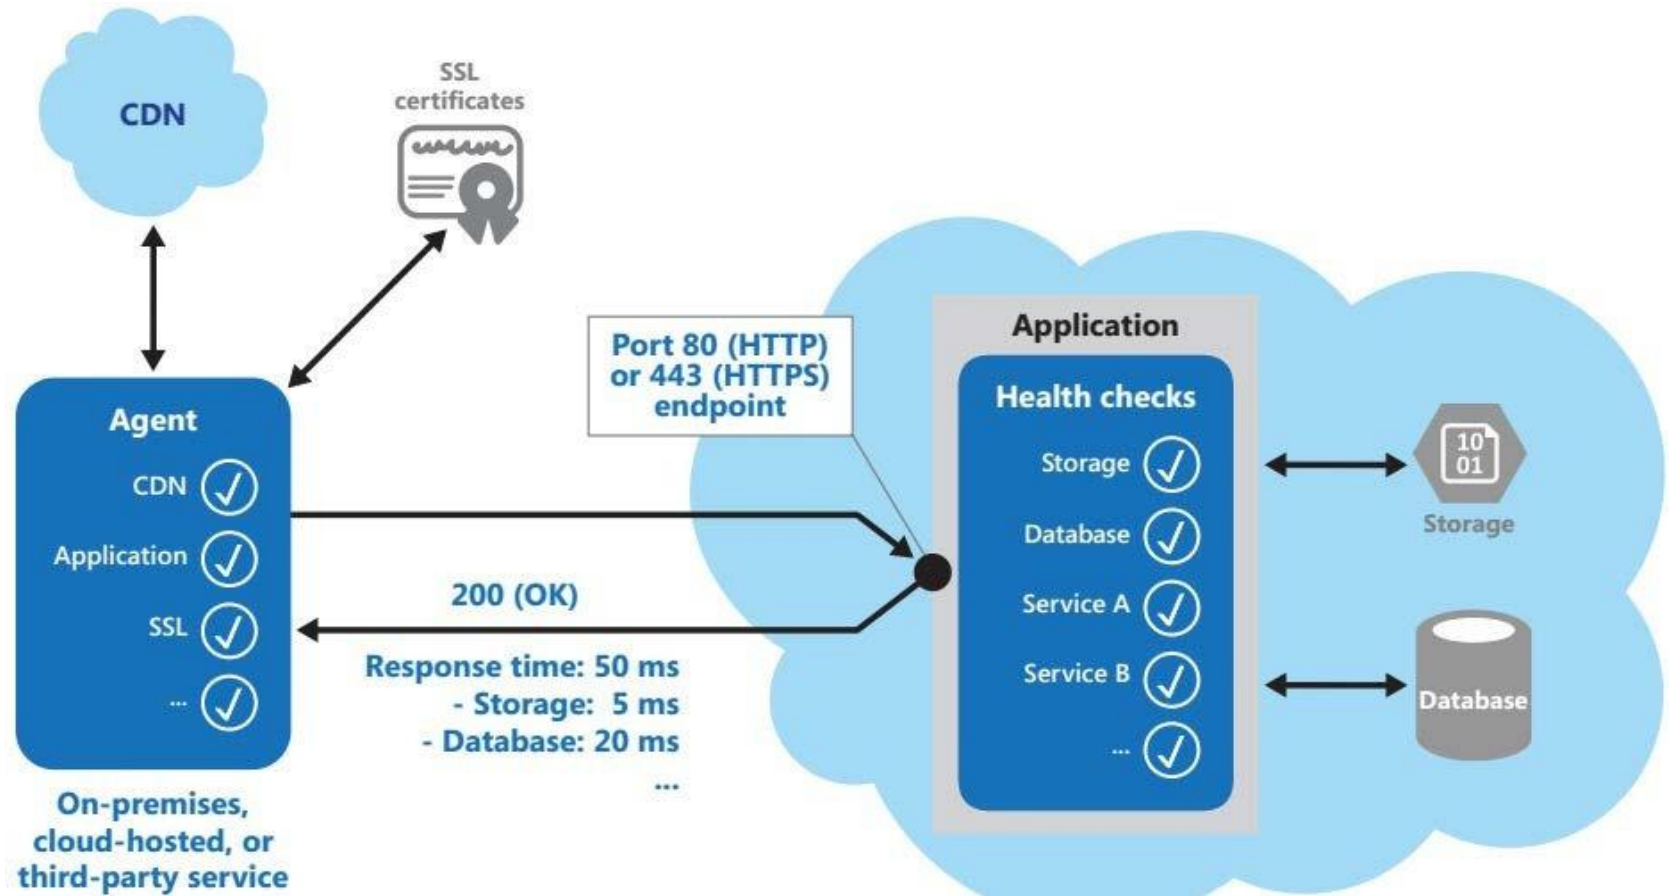 CDN
SSL
certificates
Agent
CDN
Application
SSL
...
On-premises,
cloud-hosted, or
third-party service
200 (OK)
Response time: 50 ms
- Storage: 5 ms
- Database: 20 ms
...
Port 80 (HTTP)
or 443 (HTTPS)
endpoint
Application
Health checks
Storage
Database
Service A
Service B
...
10
01
Storage
Database